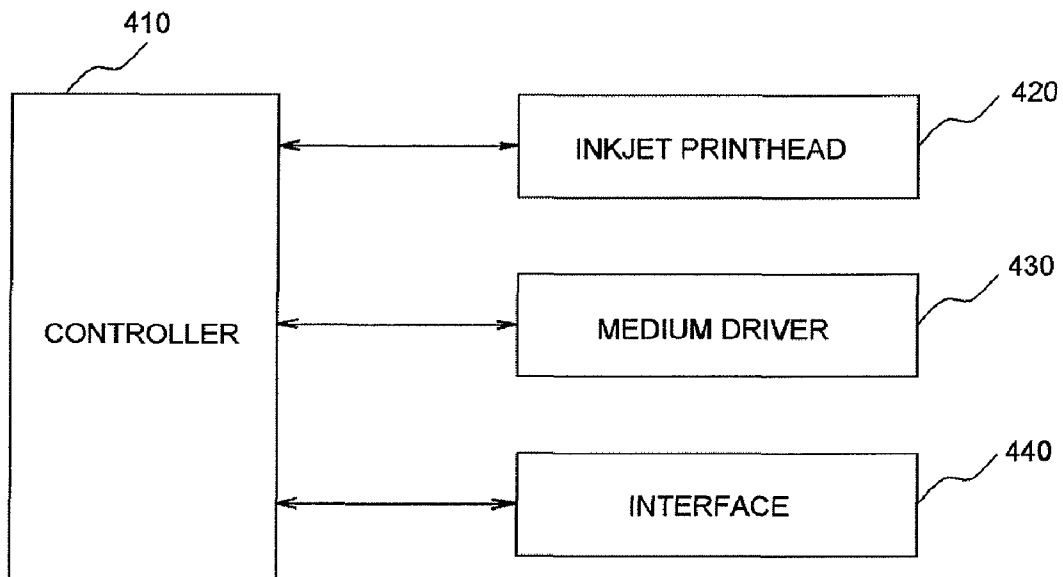 410
INKJET PRINTHEAD
420
MEDIUM DRIVER
430
CONTROLLER
INTERFACE
440